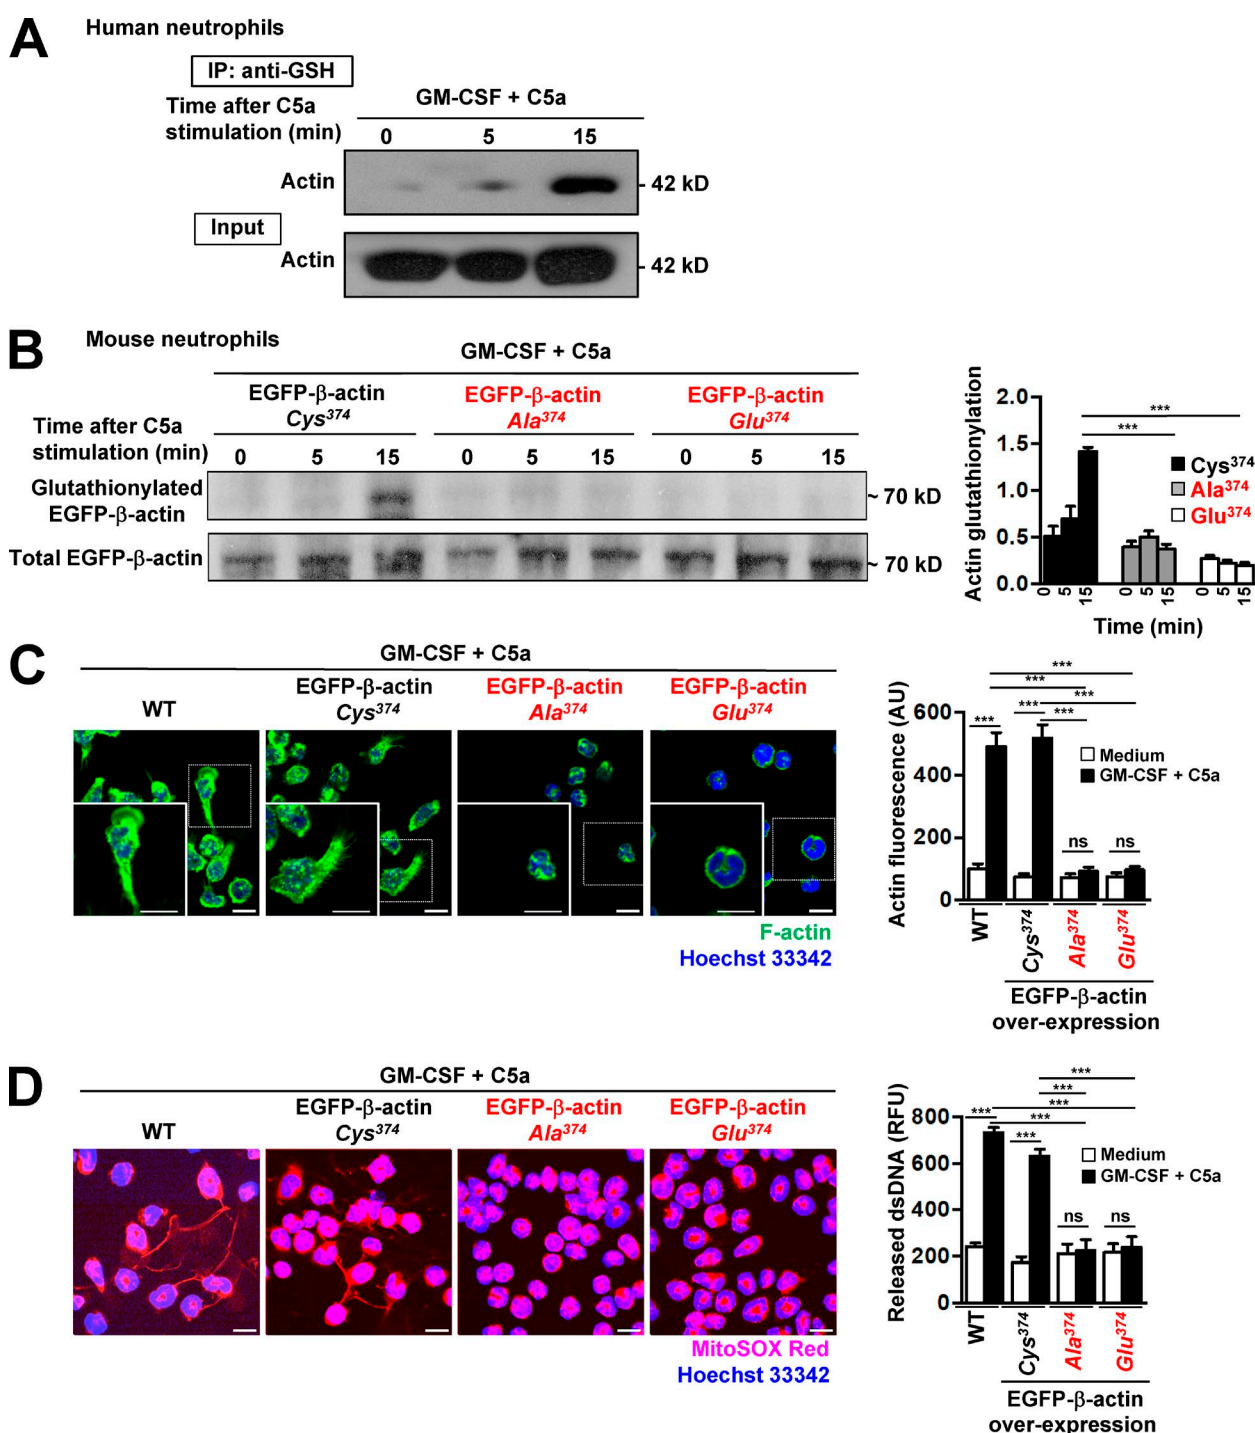 A
Human neutrophils
IP: anti-GSH
Time after C5a
stimulation (min)
GM-CSF + C5a
0 5 15
Actin
42 kD
Input
Actin
42 kD
B
Mouse neutrophils
GM-CSF + C5a
EGFP-β-actin
Cys374
EGFP-β-actin
Ala374
EGFP-β-actin
Glu374
Time after C5a
stimulation (min)
0 5 15 0 5 15 0 5 15
Glutathionylated
EGFP-β-actin
~ 70 kD
Total EGFP-β-actin
~ 70 kD
Actin glutathionylation
2.0
1.5
1.0
0.5
0.0
***
***
Cys374
Ala374
Glu374
0 5 15 0 5 15 0 5 15
Time (min)
C
GM-CSF + C5a
WT
EGFP-β-actin
Cys374
EGFP-β-actin
Ala374
EGFP-β-actin
Glu374
F-actin
Hoechst 33342
Actin fluorescence (AU)
600
400
200
0
***
***
***
*** *** ***
Medium
GM-CSF + C5a
ns ns
WT
Cys374
Ala374
Glu374
EGFP-β-actin
over-expression
D
GM-CSF + C5a
WT
EGFP-β-actin
Cys374
EGFP-β-actin
Ala374
EGFP-β-actin
Glu374
MitoSOX Red
Hoechst 33342
Released dsDNA (RFU)
800
600
400
200
0
***
***
*** ***
***
***
Medium
GM-CSF + C5a
ns ns
WT
Cys374
Ala374
Glu374
EGFP-β-actin
over-expression